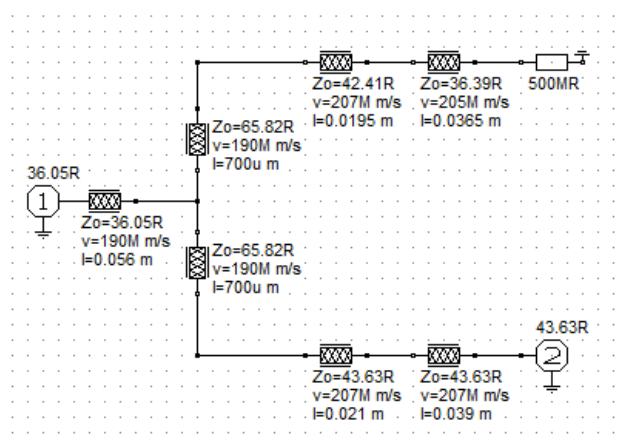 Zo=42.41R
v=207M m/s
l=0.0195 m
Zo=36.39R
v=205M m/s
l=0.0365 m
500MR
Zo=65.82R
v=190M m/s
l=700u m
36.05R
1
Zo=36.05R
v=190M m/s
l=0.056 m
Zo=65.82R
v=190M m/s
l=700u m
43.63R
2
Zo=43.63R
v=207M m/s
l=0.021 m
Zo=43.63R
v=207M m/s
l=0.039 m